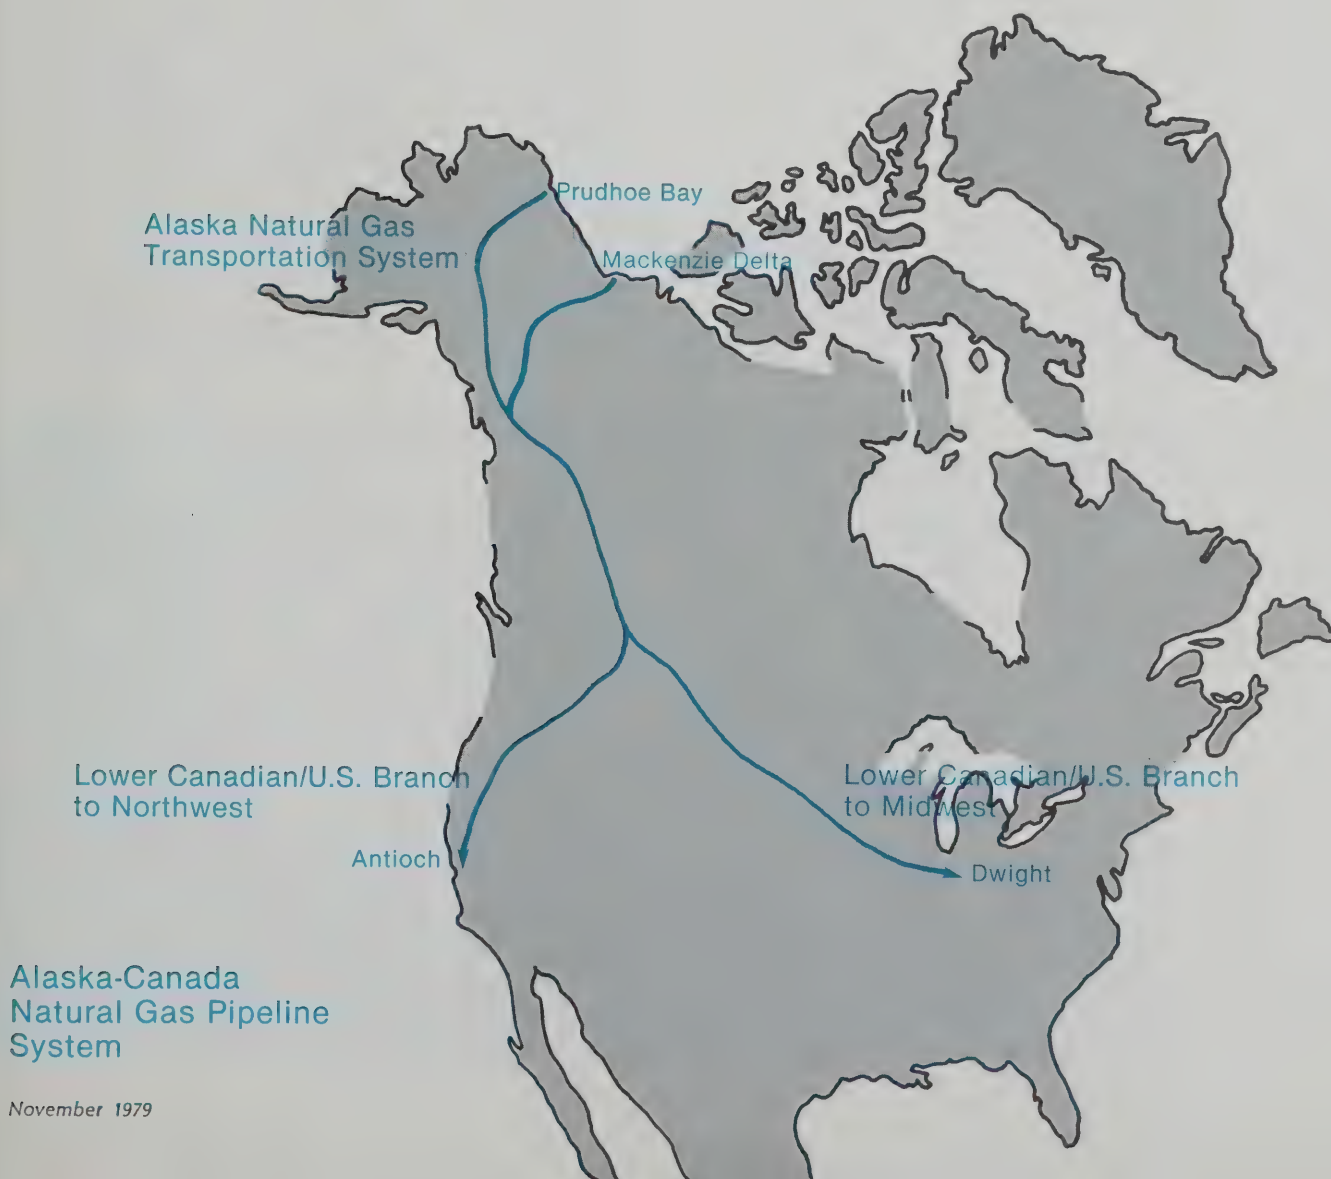 Prudhoe Bay
Alaska Natural Gas
Transportation System
Mackenzie Delta
Lower Canadian/U.S. Branch
to Northwest
Lower Canadian/U.S. Branch
to Midwest
Antioch
Dwight
Alaska-Canada
Natural Gas Pipeline
System
November 1979